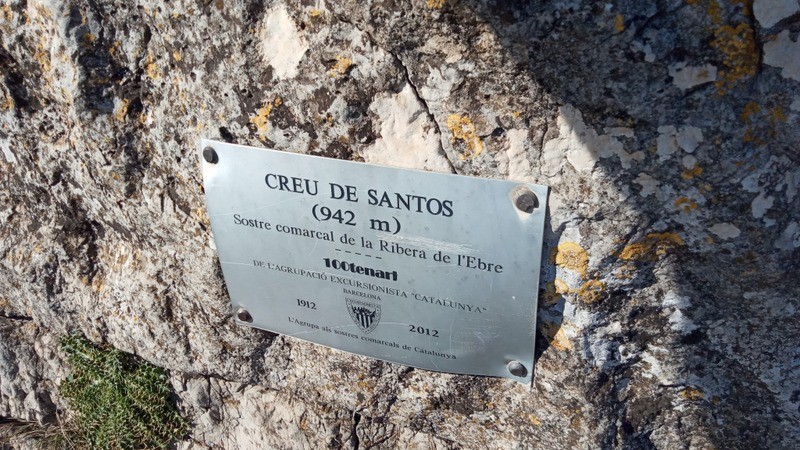 CREU DE SANTOS
(942 m)
Sostre comarcal de la Ribera de l'Ebre
- - - - -
100tenari
DE L'AGRUPACIÓ EXCURSIONISTA "CATALUNYA"
BARCELONA
1912 2012
L'Agrupa als sostres comarcals de Catalunya